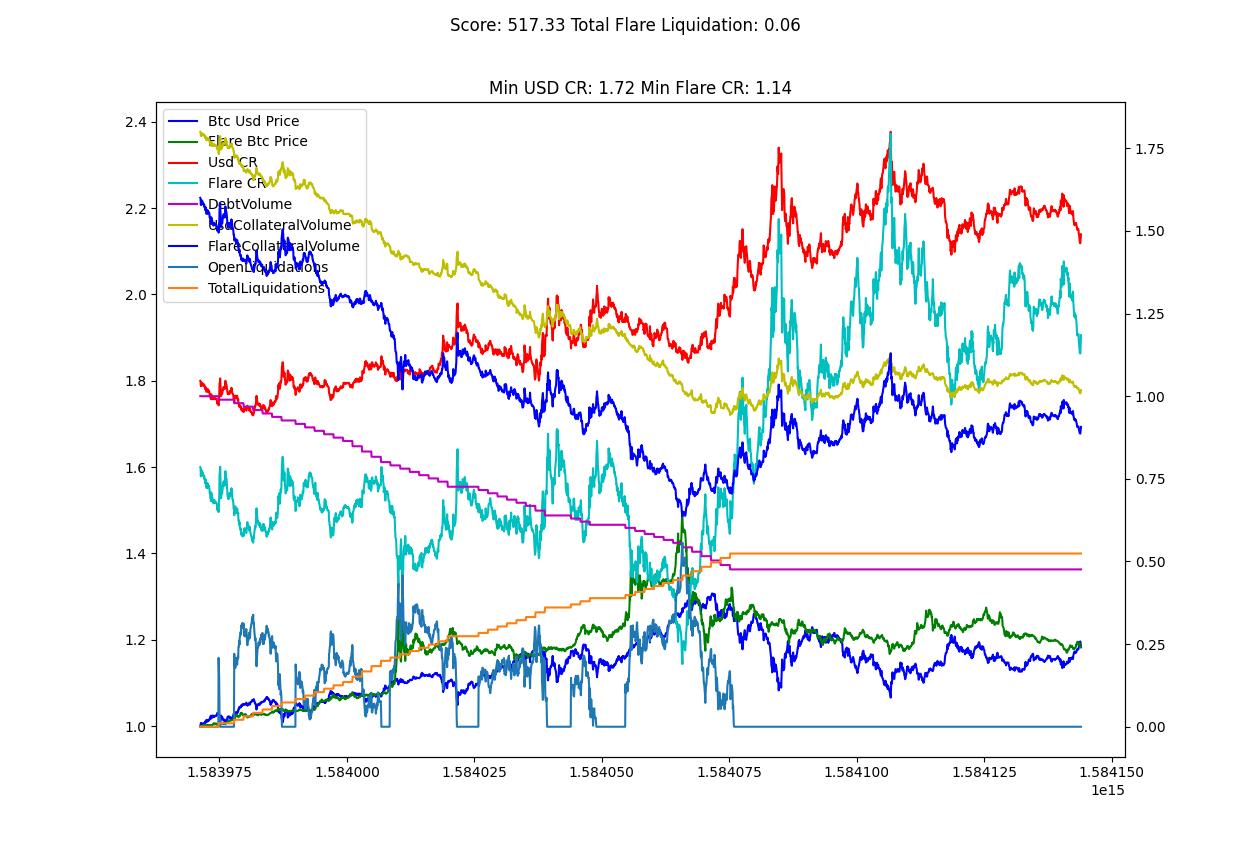 Score: 517.33 Total Flare Liquidation: 0.06
Min USD CR: 1.72 Min Flare CR: 1.14
Btc Usd Price
Flare Btc Price
Usd CR
Flare CR
DebtVolume
UsdCollateralVolume
FlareCollateralVolume
OpenLiquidations
TotalLiquidations
2.4
2.2
2.0
1.8
1.6
1.4
1.2
1.0
1.75
1.50
1.25
1.00
0.75
0.50
0.25
0.00
1.583975 1.584000 1.584025 1.584050 1.584075 1.584100 1.584125 1.584150
1e15